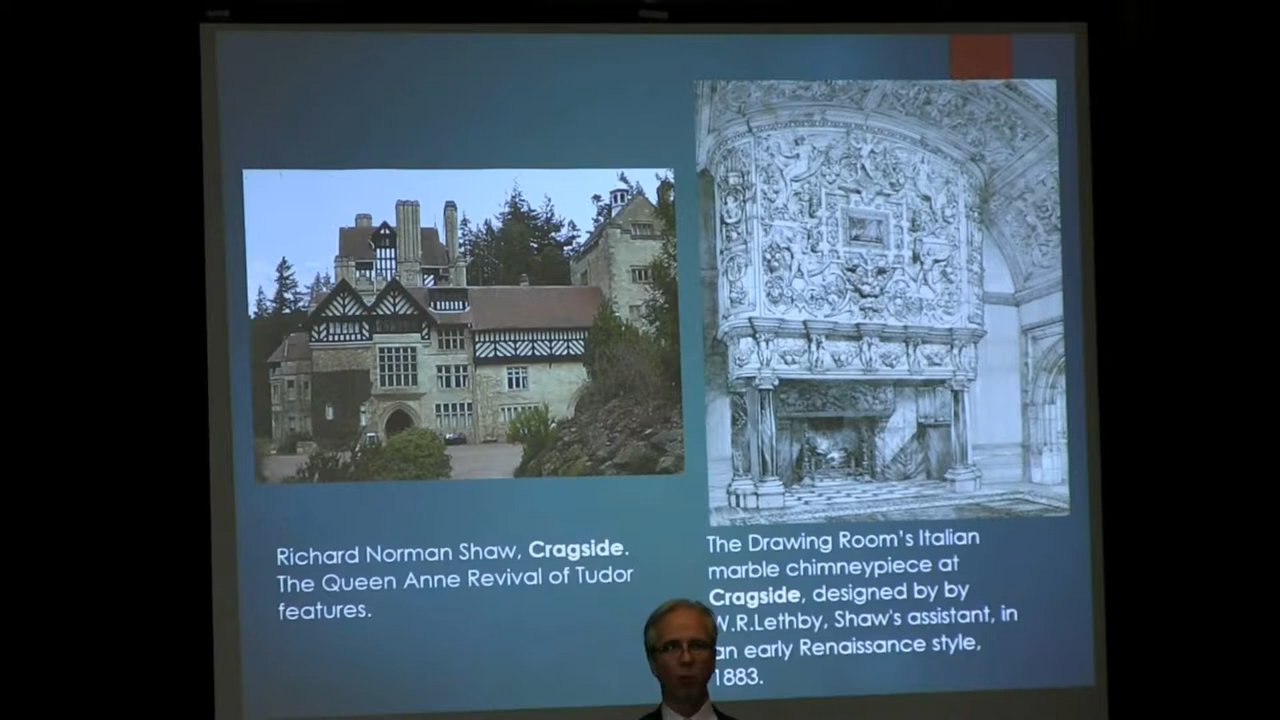 Richard Norman Shaw, Cragside.
The Queen Anne Revival of Tudor
features.
The Drawing Room's Italian
marble chimneypiece at
Cragside, designed by by
W.R.Lethby, Shaw's assistant, in
an early Renaissance style,
1883.